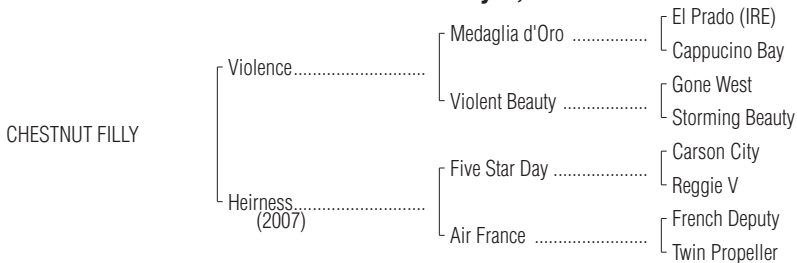 El Prado (IRE)
Medaglia d'Oro ..................
Cappucino Bay
Violence............................
Gone West
Violent Beauty ....................
Storming Beauty
CHESTNUT FILLY
Carson City
Five Star Day ......................
Reggie V
Heirness............................
(2007)
French Deputy
Air France ..........................
Twin Propeller